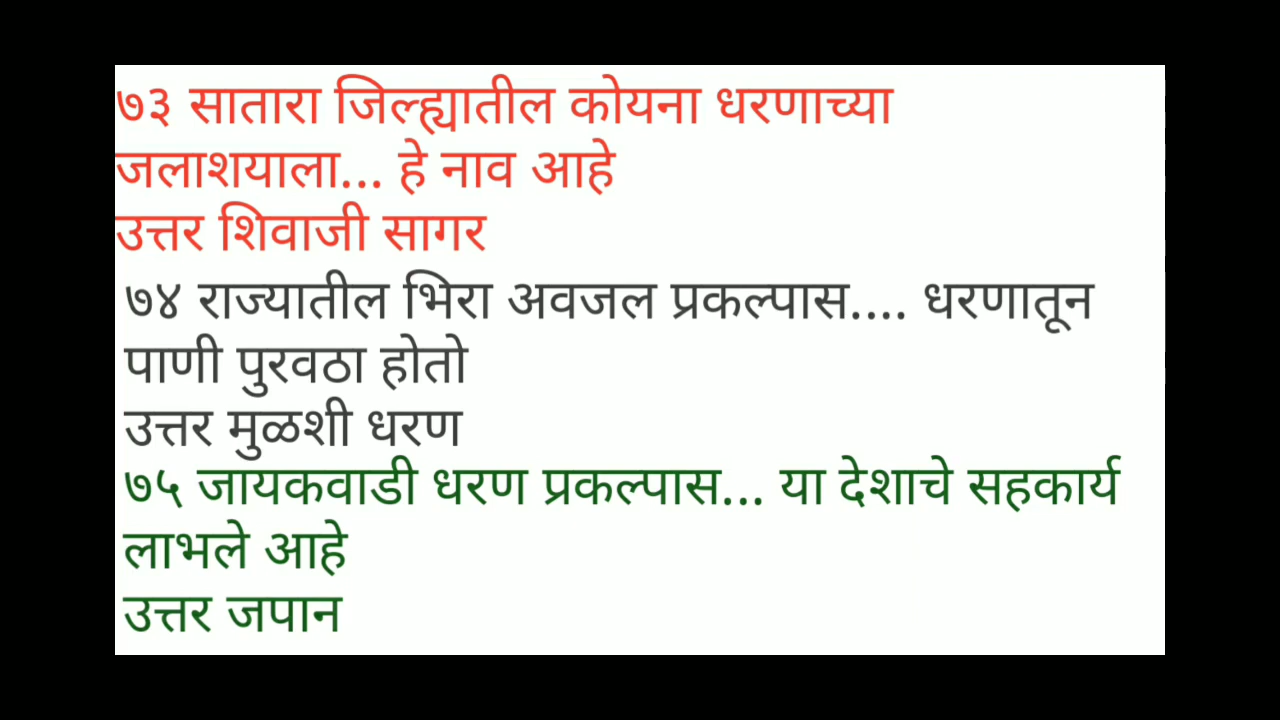 ७३ सातारा जिल्ह्यातील कोयना धरणाच्या
जलाशयाला... हे नाव आहे
उत्तर शिवाजी सागर
७४ राज्यातील भिरा अवजल प्रकल्पास.... धरणातून
पाणी पुरवठा होतो
उत्तर मुळशी धरण
७५ जायकवाडी धरण प्रकल्पास... या देशाचे सहकार्य
लाभले आहे
उत्तर जपान